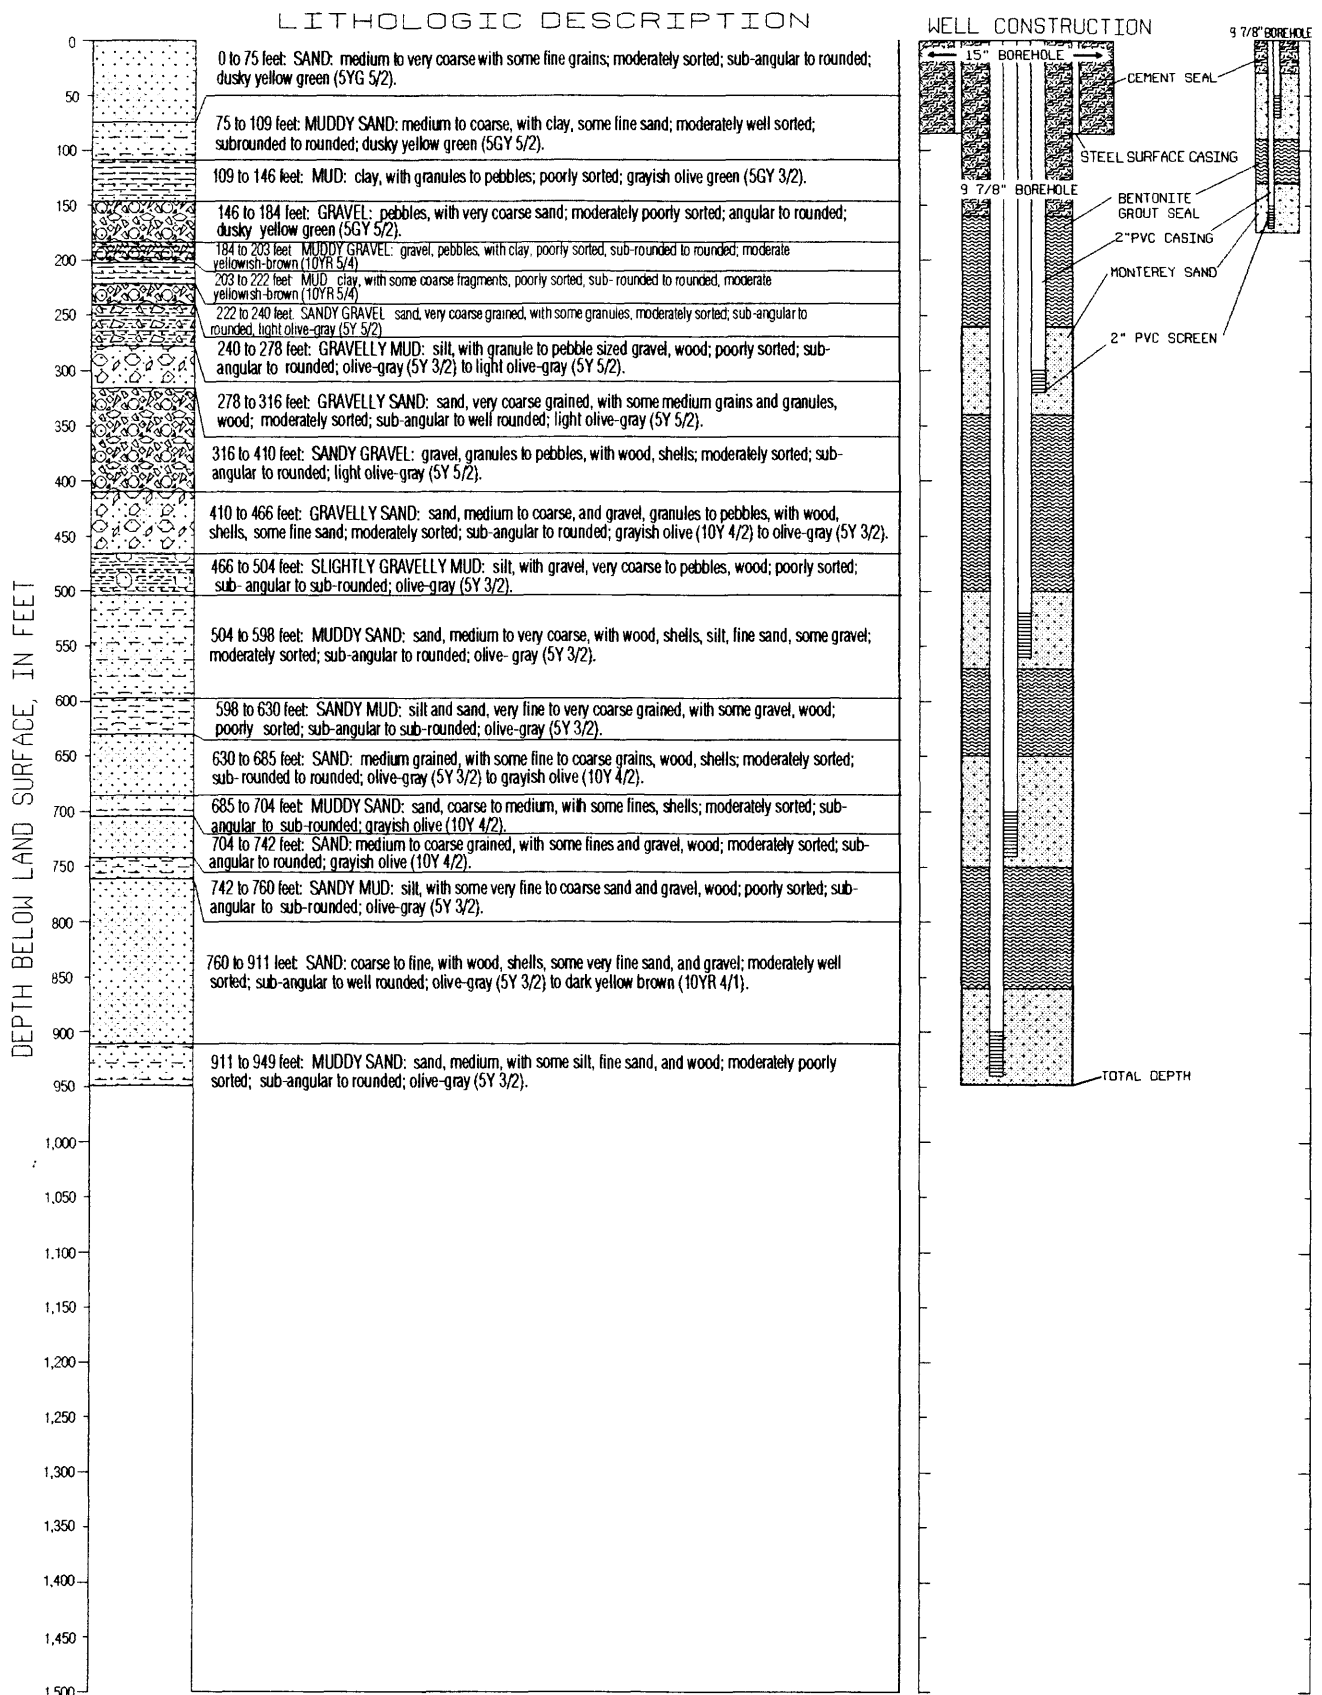 LITHOLOGIC DESCRIPTION
0 to 75 feet: SAND: medium to very coarse with some fine grains; moderately sorted; sub-angular to rounded;
dusky yellow green (5YG 5/2).
75 to 109 feet: MUDDY SAND: medium to coarse, with clay, some fine sand; moderately well sorted;
subrounded to rounded; dusky yellow green (5GY 5/2).
109 to 146 feet: MUD: clay, with granules to pebbles; poorly sorted; grayish olive green (5GY 3/2).
146 to 184 feet: GRAVEL: pebbles, with very coarse sand; moderately poorly sorted; angular to rounded;
dusky yellow green (5GY 5/2).
184 to 203 feet MUDDY GRAVEL: gravel, pebbles, with clay, poorly sorted, sub-rounded to rounded; moderate
yellowish-brown (10YR 5/4)
203 to 222 feet MUD clay, with some coarse fragments, poorly sorted, sub-rounded to rounded, moderate
yellowish-brown (10YR 5/4)
222 to 240 feet. SANDY GRAVEL sand, very coarse grained, with some granules, moderately sorted; sub-angular to
rounded, light olive-gray (5Y 5/2)
240 to 278 feet: GRAVELLY MUD: silt, with granule to pebble sized gravel, wood; poorly sorted; sub-
angular to rounded; olive-gray (5Y 3/2) to light olive-gray (5Y 5/2).
278 to 316 feet: GRAVELLY SAND: sand, very coarse grained, with some medium grains and granules,
wood; moderately sorted; sub-angular to well rounded; light olive-gray (5Y 5/2).
316 to 410 feet: SANDY GRAVEL: gravel, granules to pebbles, with wood, shells; moderately sorted; sub-
angular to rounded; light olive-gray (5Y 5/2).
410 to 466 feet: GRAVELLY SAND: sand, medium to coarse, and gravel, granules to pebbles, with wood,
shells, some fine sand; moderately sorted; sub-angular to rounded; grayish olive (10Y 4/2) to olive-gray (5Y 3/2).
466 to 504 feet: SLIGHTLY GRAVELLY MUD: silt, with gravel, very coarse to pebbles, wood; poorly sorted;
sub- angular to sub-rounded; olive-gray (5Y 3/2).
504 to 598 feet: MUDDY SAND: sand, medium to very coarse, with wood, shells, silt, fine sand, some gravel;
moderately sorted; sub-angular to rounded; olive- gray (5Y 3/2).
598 to 630 feet: SANDY MUD: silt and sand, very fine to very coarse grained, with some gravel, wood;
poorly sorted; sub-angular to sub-rounded; olive-gray (5Y 3/2).
630 to 685 feet: SAND: medium grained, with some fine to coarse grains, wood, shells; moderately sorted;
sub-rounded to rounded; olive-gray (5Y 3/2) to grayish olive (10Y 4/2).
685 to 704 feet: MUDDY SAND: sand, coarse to medium, with some fines, shells; moderately sorted; sub-
angular to sub-rounded; grayish olive (10Y 4/2).
704 to 742 feet: SAND: medium to coarse grained, with some fines and gravel, wood; moderately sorted; sub-
angular to rounded; grayish olive (10Y 4/2).
742 to 760 feet: SANDY MUD: silt, with some very fine to coarse sand and gravel, wood; poorly sorted; sub-
angular to sub-rounded; olive-gray (5Y 3/2).
760 to 911 feet: SAND: coarse to fine, with wood, shells, some very fine sand, and gravel; moderately well
sorted; sub-angular to well rounded; olive-gray (5Y 3/2) to dark yellow brown (10YR 4/1).
911 to 949 feet: MUDDY SAND: sand, medium, with some silt, fine sand, and wood; moderately poorly
sorted; sub-angular to rounded; olive-gray (5Y 3/2).
DEPTH BELOW LAND SURFACE, IN FEET
0
50
100
150
200
250
300
350
400
450
500
550
600
650
700
750
800
850
900
950
1,000
1,050
1,100
1,150
1,200
1,250
1,300
1,350
1,400
1,450
1,500
WELL CONSTRUCTION
9 7/8" BOREHOLE
15" BOREHOLE
CEMENT SEAL
STEEL SURFACE CASING
9 7/8" BOREHOLE
BENTONITE
GROUT SEAL
2"PVC CASING
MONTEREY SAND
2" PVC SCREEN
TOTAL DEPTH